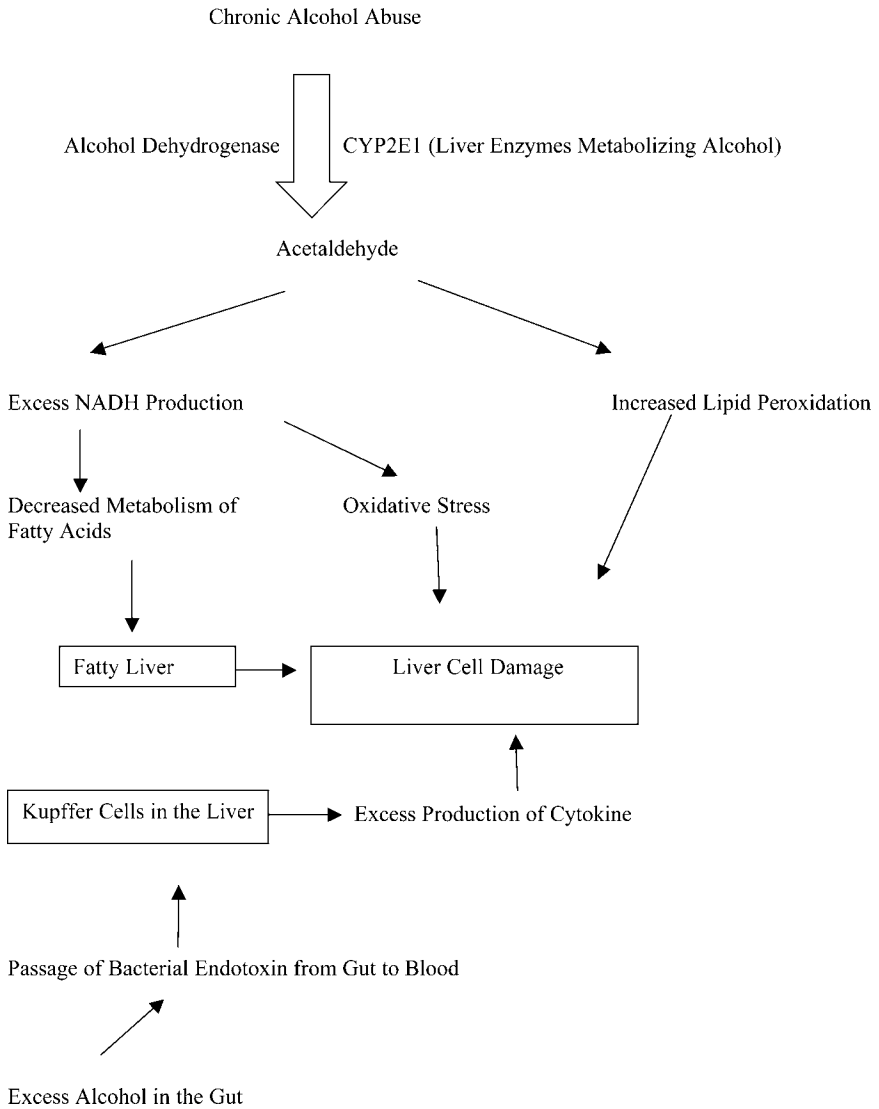 Chronic Alcohol Abuse
Alcohol Dehydrogenase
CYP2E1 (Liver Enzymes Metabolizing Alcohol)
Acetaldehyde
Excess NADH Production
Increased Lipid Peroxidation
Decreased Metabolism of
Fatty Acids
Oxidative Stress
Fatty Liver
Liver Cell Damage
Kupffer Cells in the Liver
Excess Production of Cytokine
Passage of Bacterial Endotoxin from Gut to Blood
Excess Alcohol in the Gut